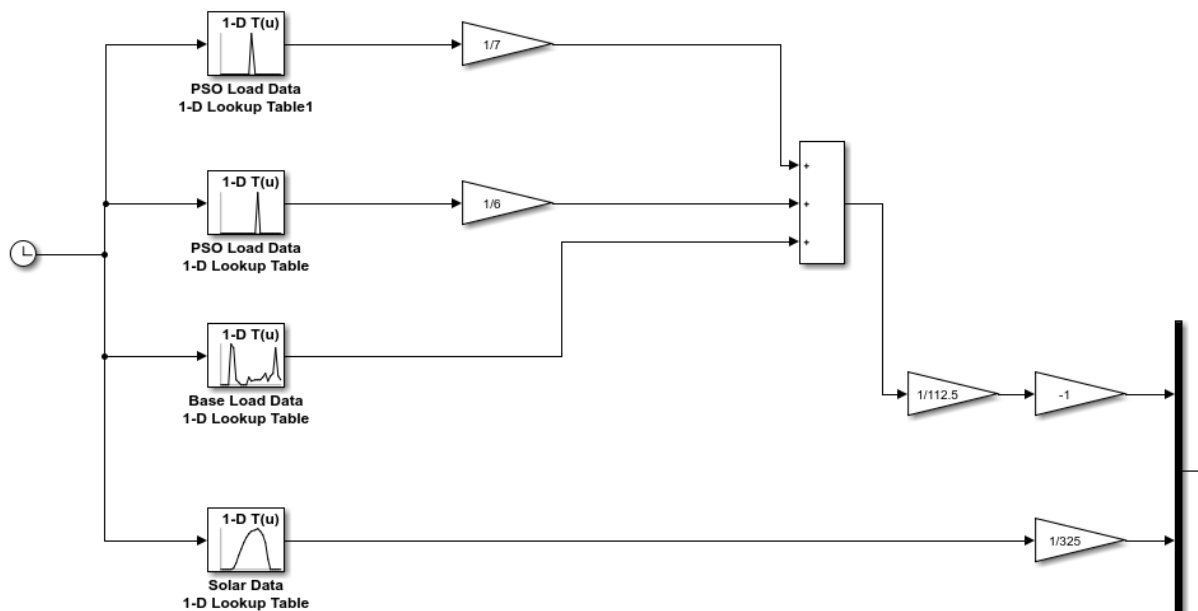 1-D T(u)
PSO Load Data
1-D Lookup Table1
1/7
1-D T(u)
PSO Load Data
1-D Lookup Table
1/6
+
+
+
1-D T(u)
Base Load Data
1-D Lookup Table
1/112.5
-1
1-D T(u)
Solar Data
1-D Lookup Table
1/325